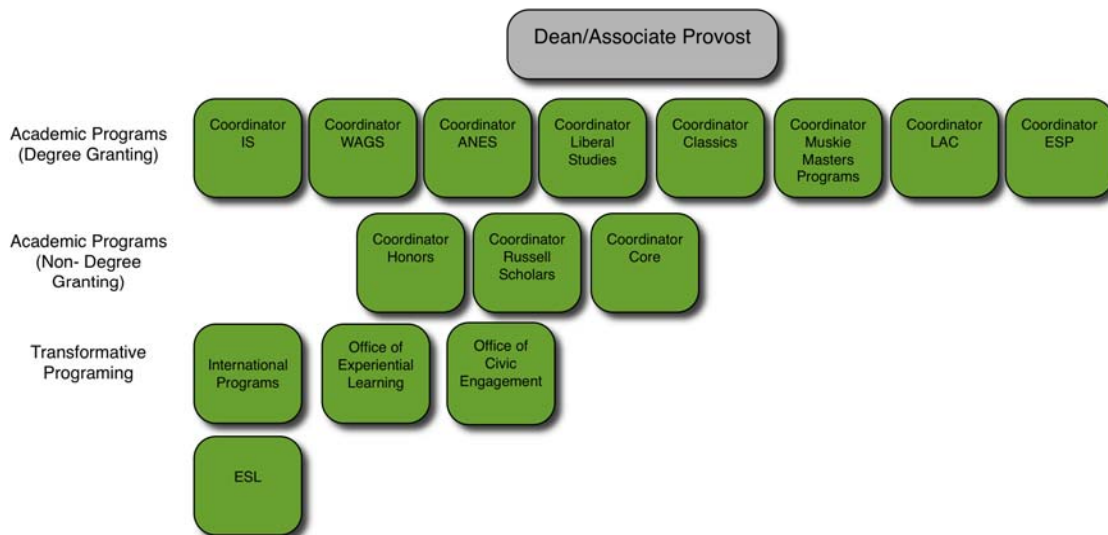 Dean/Associate Provost
Academic Programs
(Degree Granting)
Coordinator
IS
Coordinator
WAGS
Coordinator
ANES
Coordinator
Liberal
Studies
Coordinator
Classics
Coordinator
Muskie
Masters
Programs
Coordinator
LAC
Coordinator
ESP
Academic Programs
(Non- Degree
Granting)
Coordinator
Honors
Coordinator
Russell
Scholars
Coordinator
Core
Transformative
Programing
International
Programs
Office of
Experiential
Learning
Office of
Civic
Engagement
ESL